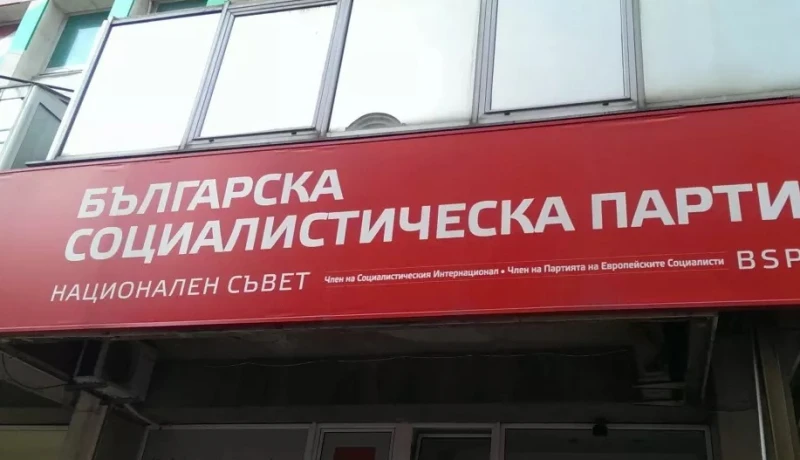 БЪЛГАРСКА
СОЦИАЛИСТИЧЕСКА ПАРТИ
НАЦИОНАЛЕН СЪВЕТ Член на Социалистическия Интернационал • Член на Партията на Европейските Социалисти BSP